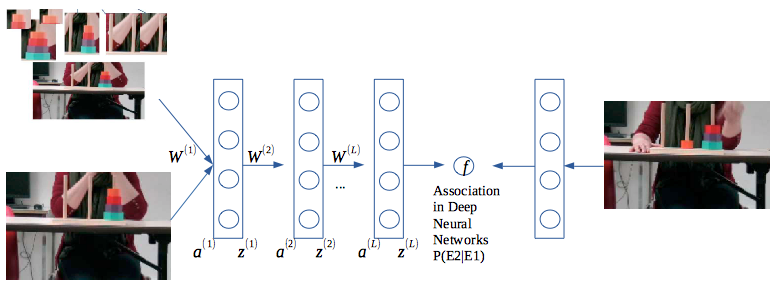 W(1)
W(2)
W(L)
...
f
Association
in Deep
Neural
Networks
P(E2|E1)
a(1) z(1) a(2) z(2) a(L) z(L)